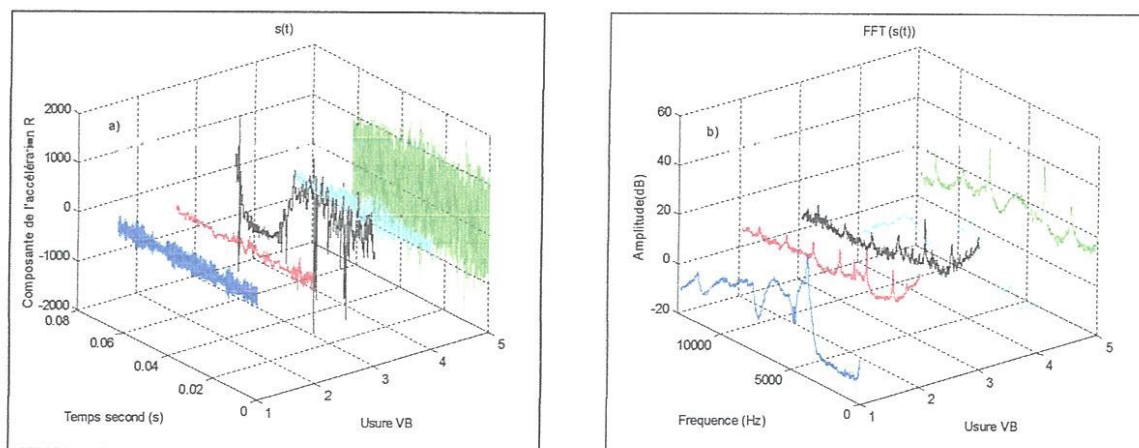 s(t)
a)
Composante de l'accélération R
2000
1000
0
-1000
-2000
0.08
0.06
0.04
0.02
0
1
2
3
4
5
Temps second (s)
Usure VB
FFT (s(t))
b)
Amplitude(dB)
60
40
20
0
-20
10000
5000
0
1
2
3
4
5
Frequence (Hz)
Usure VB